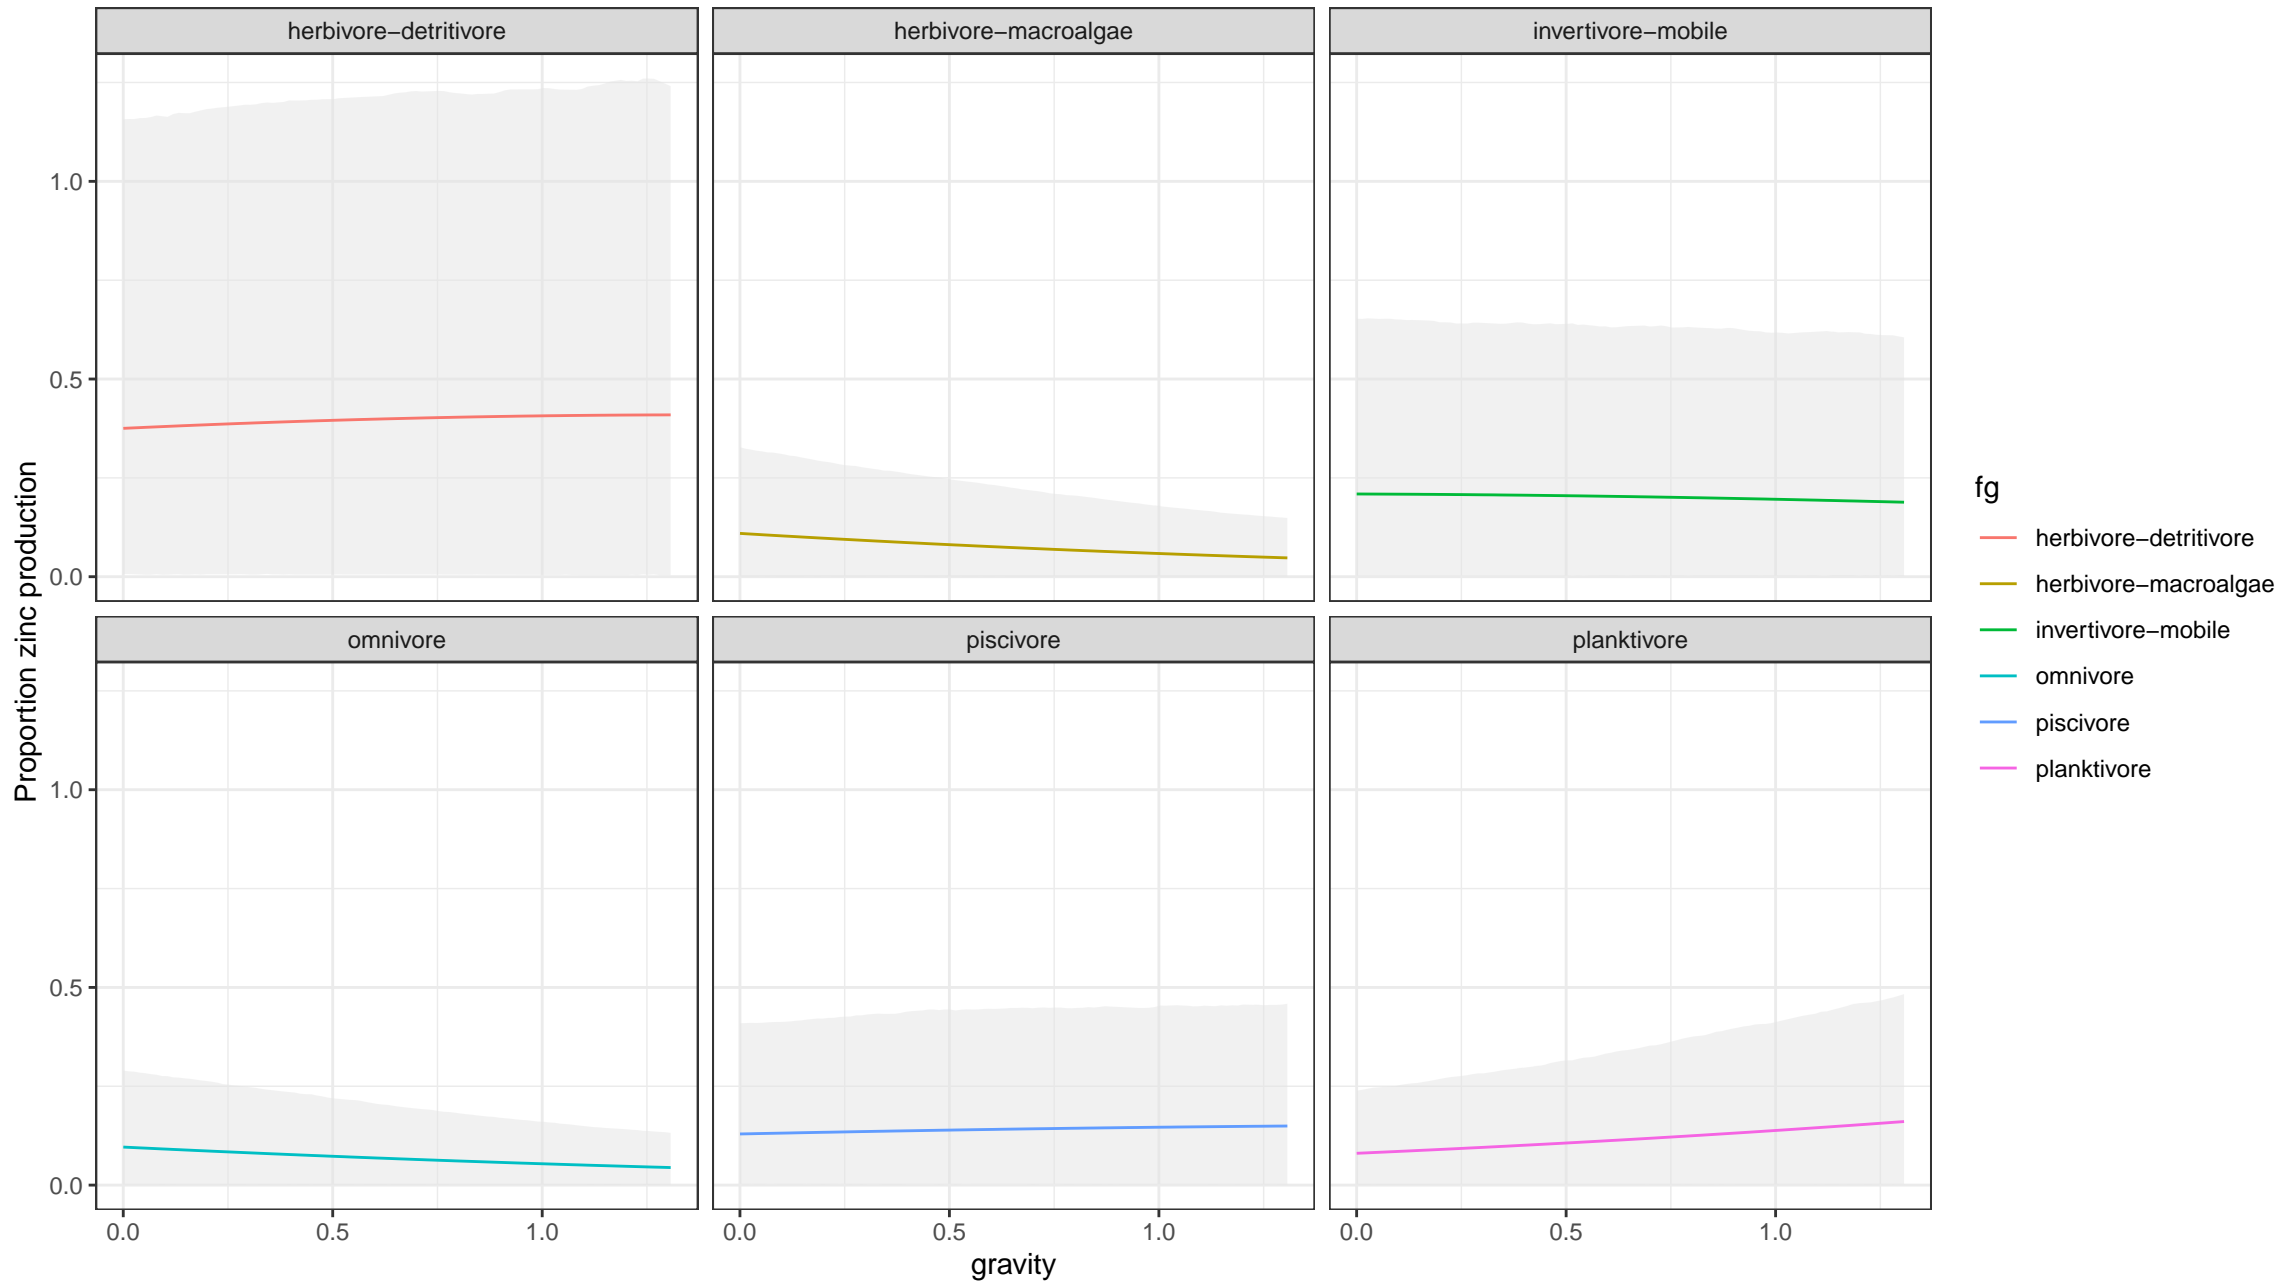 herbivore−detritivore
herbivore−macroalgae
invertivore−mobile
1.0
0.5
0.0
omnivore
piscivore
planktivore
1.0
0.5
0.0
0.0 0.5 1.0
0.0 0.5 1.0
0.0 0.5 1.0
gravity
Proportion zinc production
fg
herbivore−detritivore
herbivore−macroalgae
invertivore−mobile
omnivore
piscivore
planktivore